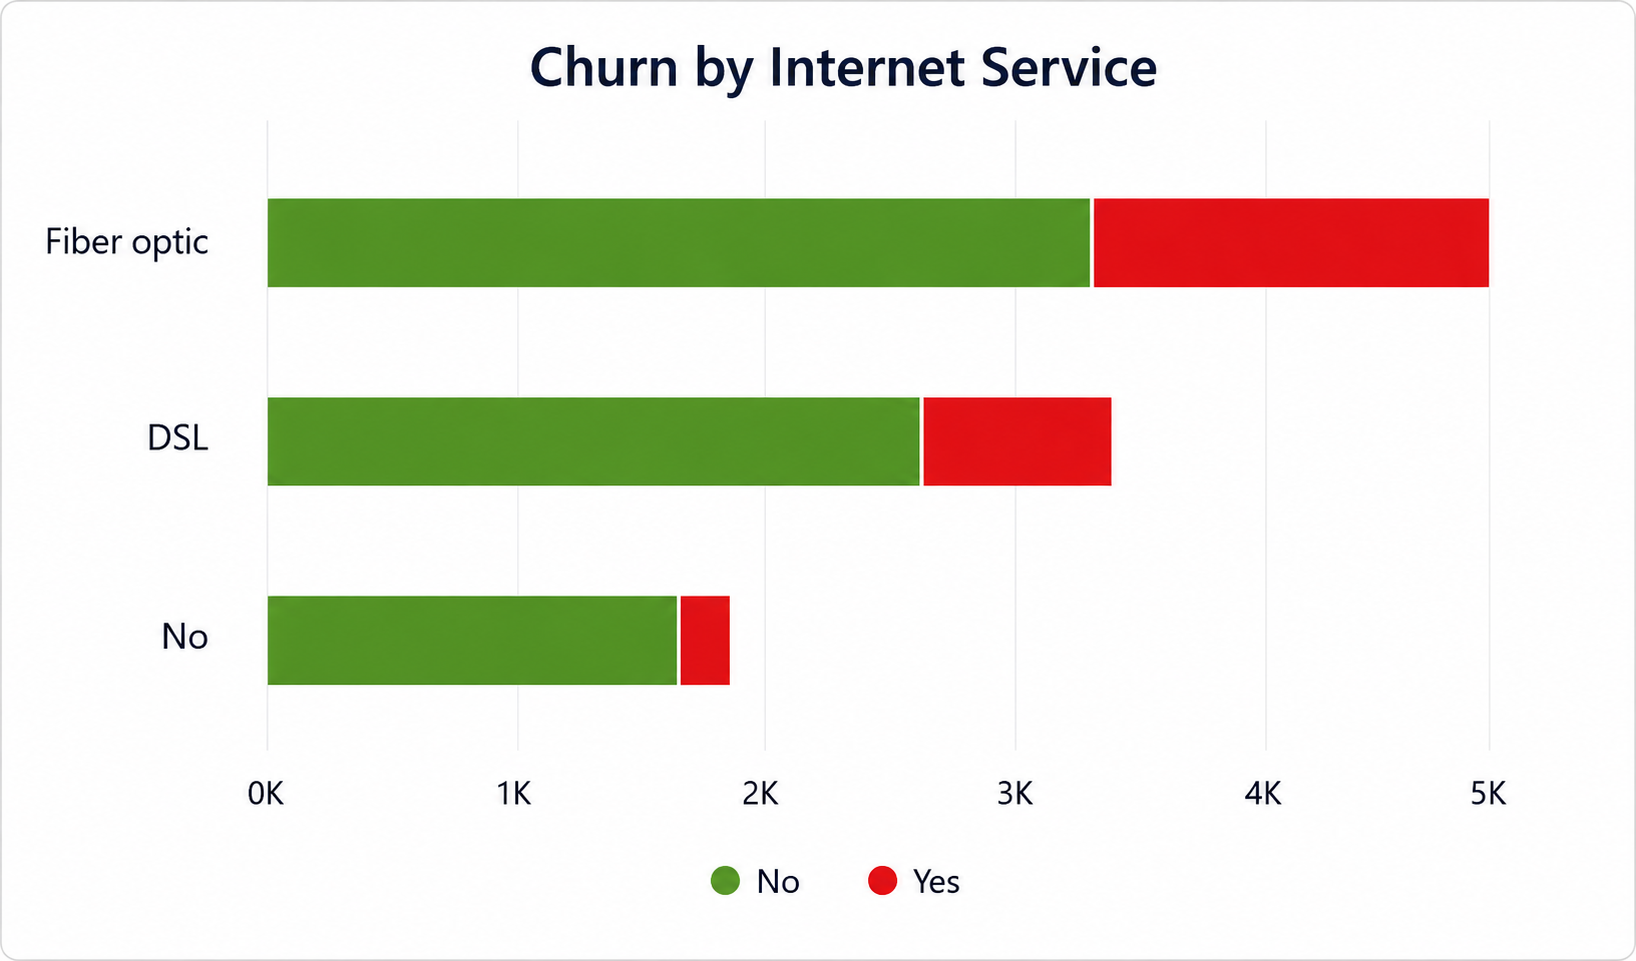 Churn by Internet Service
Fiber optic
DSL
No
0K 1K 2K 3K 4K 5K
No Yes